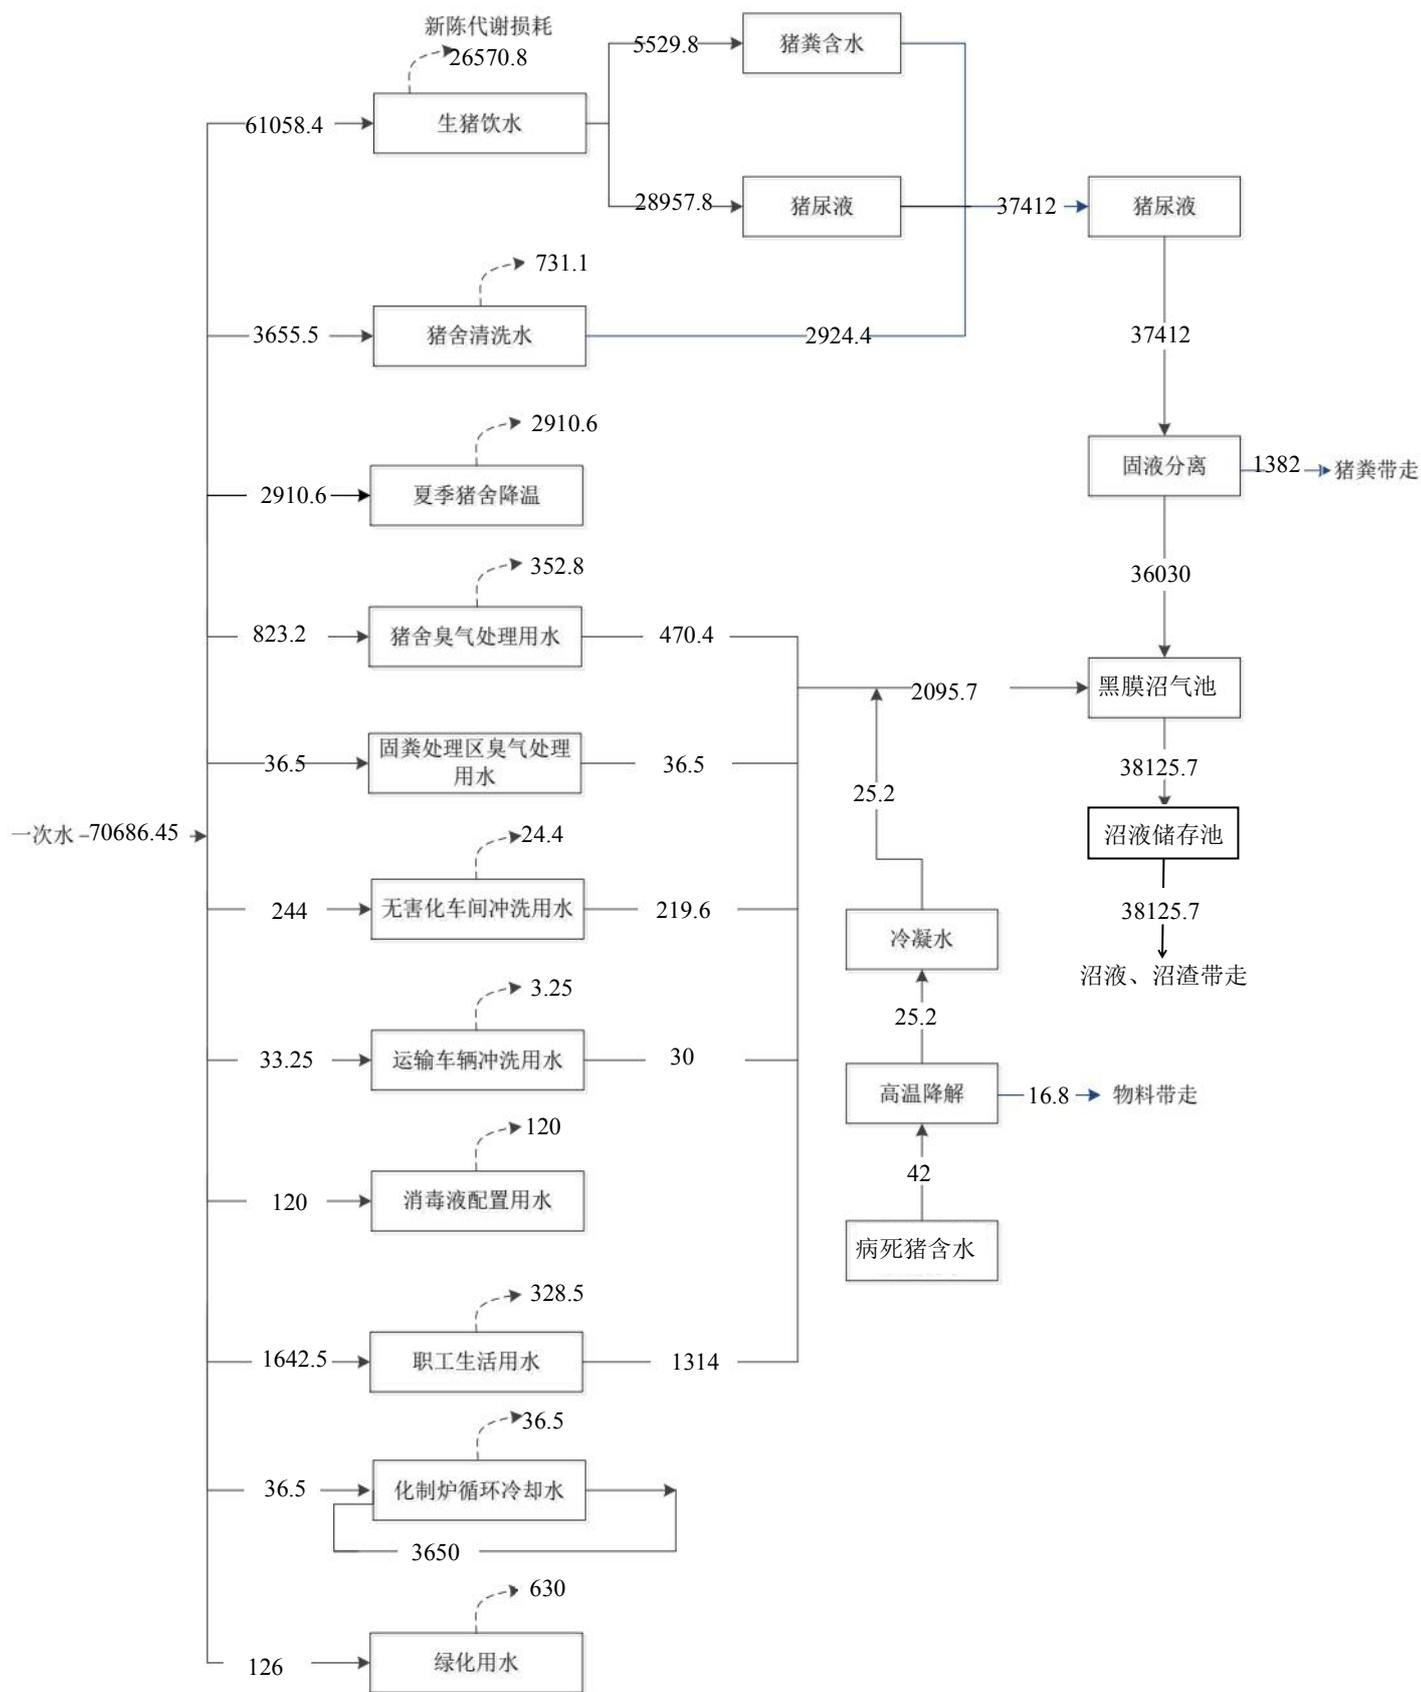 新陈代谢损耗
26570.8
5529.8
猪粪含水
61058.4
生猪饮水
28957.8
猪尿液
37412
猪尿液
731.1
3655.5
猪舍清洗水
2924.4
37412
2910.6
2910.6
夏季猪舍降温
固液分离
1382
猪粪带走
352.8
36030
823.2
猪舍臭气处理用水
470.4
2095.7
黑膜沼气池
36.5
固粪处理区臭气处理
用水
36.5
25.2
38125.7
一次水
70686.45
24.4
沼液储存池
244
无害化车间冲洗用水
219.6
冷凝水
38125.7
沼液、沼渣带走
3.25
25.2
33.25
运输车辆冲洗用水
30
高温降解
16.8
物料带走
120
42
120
消毒液配置用水
病死猪含水
328.5
1642.5
职工生活用水
1314
36.5
36.5
化制炉循环冷却水
3650
630
126
绿化用水